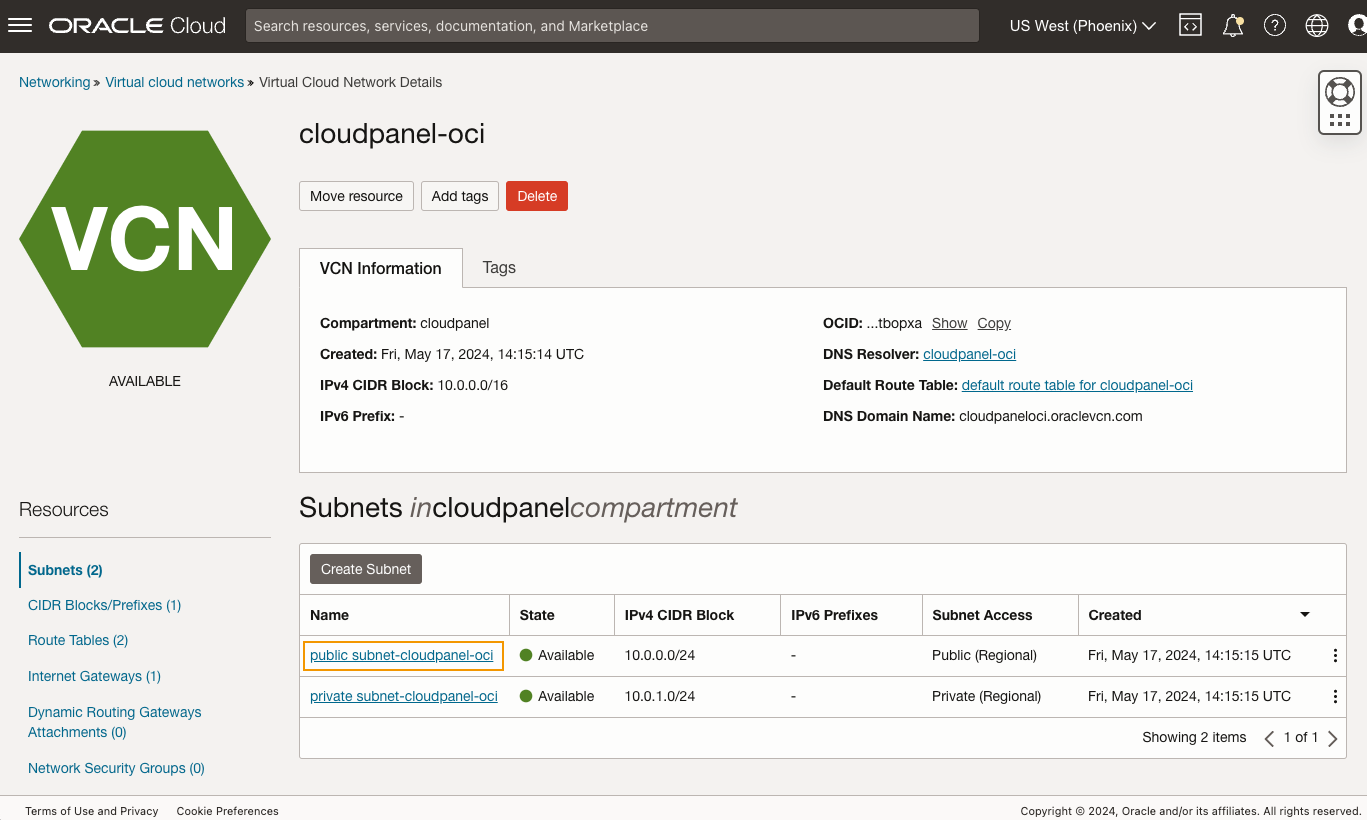 ORACLE Cloud
Search resources, services, documentation, and Marketplace
US West (Phoenix)
Networking » Virtual cloud networks » Virtual Cloud Network Details
VCN
AVAILABLE
cloudpanel-oci
Move resource Add tags Delete
VCN Information Tags
Compartment: cloudpanel
Created: Fri, May 17, 2024, 14:15:14 UTC
IPv4 CIDR Block: 10.0.0.0/16
IPv6 Prefix: -
OCID: ...tbopxa Show Copy
DNS Resolver: cloudpanel-oci
Default Route Table: default route table for cloudpanel-oci
DNS Domain Name: cloudpaneloci.oraclevcn.com
Resources
Subnets (2)
CIDR Blocks/Prefixes (1)
Route Tables (2)
Internet Gateways (1)
Dynamic Routing Gateways
Attachments (0)
Network Security Groups (0)
Subnets incloudpanelcompartment
Create Subnet
Name State IPv4 CIDR Block IPv6 Prefixes Subnet Access Created
public subnet-cloudpanel-oci Available 10.0.0.0/24 - Public (Regional) Fri, May 17, 2024, 14:15:15 UTC
private subnet-cloudpanel-oci Available 10.0.1.0/24 - Private (Regional) Fri, May 17, 2024, 14:15:15 UTC
Showing 2 items 1 of 1
Terms of Use and Privacy Cookie Preferences
Copyright © 2024, Oracle and/or its affiliates. All rights reserved.